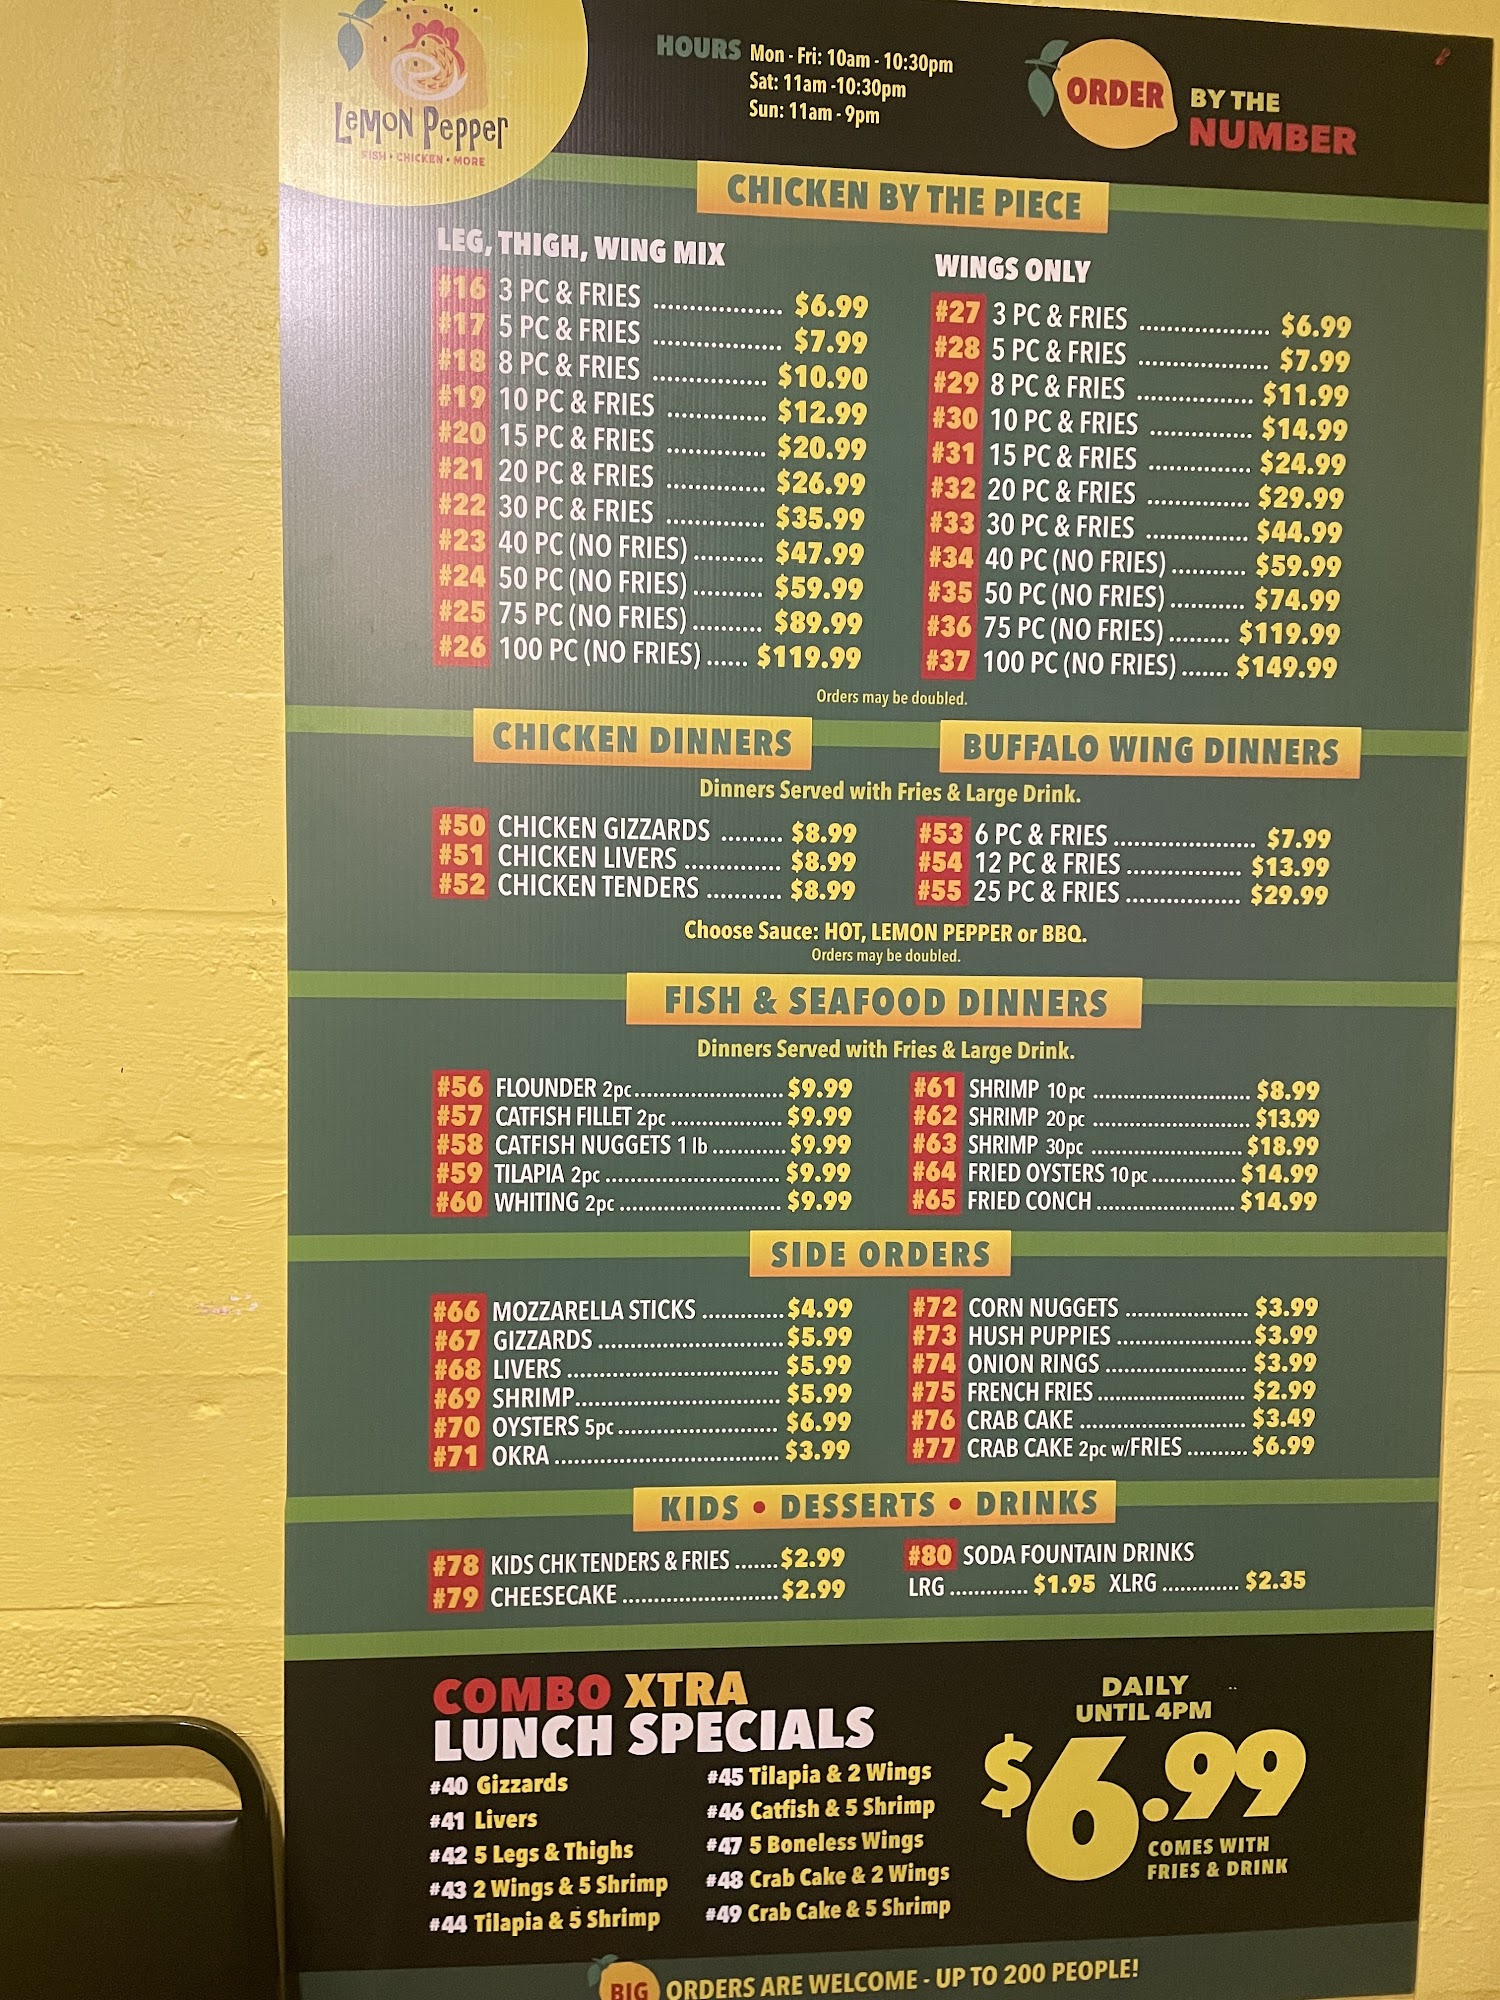 Lemon Pepper
FISH • CHICKEN • MORE
HOURS Mon - Fri: 10am - 10:30pm
Sat: 11am -10:30pm
Sun: 11am - 9pm
ORDER BY THE
NUMBER
CHICKEN BY THE PIECE
LEG, THIGH, WING MIX
#16 3 PC & FRIES .................. $6.99
#17 5 PC & FRIES .................. $7.99
#18 8 PC & FRIES ................ $10.90
#19 10 PC & FRIES .............. $12.99
#20 15 PC & FRIES .............. $20.99
#21 20 PC & FRIES .............. $26.99
#22 30 PC & FRIES .............. $35.99
#23 40 PC (NO FRIES) .......... $47.99
#24 50 PC (NO FRIES) .......... $59.99
#25 75 PC (NO FRIES) .......... $89.99
#26 100 PC (NO FRIES) ...... $119.99
WINGS ONLY
#27 3 PC & FRIES .................. $6.99
#28 5 PC & FRIES .................. $7.99
#29 8 PC & FRIES ................ $11.99
#30 10 PC & FRIES .............. $14.99
#31 15 PC & FRIES .............. $24.99
#32 20 PC & FRIES .............. $29.99
#33 30 PC & FRIES .............. $44.99
#34 40 PC (NO FRIES) .......... $59.99
#35 50 PC (NO FRIES) .......... $74.99
#36 75 PC (NO FRIES) ........ $119.99
#37 100 PC (NO FRIES) ...... $149.99
Orders may be doubled.
CHICKEN DINNERS
BUFFALO WING DINNERS
Dinners Served with Fries & Large Drink.
#50 CHICKEN GIZZARDS ......... $8.99
#51 CHICKEN LIVERS ............. $8.99
#52 CHICKEN TENDERS ........... $8.99
#53 6 PC & FRIES .................... $7.99
#54 12 PC & FRIES ................ $13.99
#55 25 PC & FRIES ................ $29.99
Choose Sauce: HOT, LEMON PEPPER or BBQ.
Orders may be doubled.
FISH & SEAFOOD DINNERS
Dinners Served with Fries & Large Drink.
#56 FLOUNDER 2pc ...................... $9.99
#57 CATFISH FILLET 2pc ................ $9.99
#58 CATFISH NUGGETS 1 lb ............ $9.99
#59 TILAPIA 2pc .......................... $9.99
#60 WHITING 2pc ........................ $9.99
#61 SHRIMP 10 pc ........................ $8.99
#62 SHRIMP 20 pc ........................ $13.99
#63 SHRIMP 30pc ....................... $18.99
#64 FRIED OYSTERS 10 pc ............. $14.99
#65 FRIED CONCH ...................... $14.99
SIDE ORDERS
#66 MOZZARELLA STICKS ............ $4.99
#67 GIZZARDS ........................... $5.99
#68 LIVERS ................................ $5.99
#69 SHRIMP ............................... $5.99
#70 OYSTERS 5pc ........................ $6.99
#71 OKRA .................................. $3.99
#72 CORN NUGGETS ................... $3.99
#73 HUSH PUPPIES ..................... $3.99
#74 ONION RINGS ...................... $3.99
#75 FRENCH FRIES ...................... $2.99
#76 CRAB CAKE ......................... $3.49
#77 CRAB CAKE 2pc w/FRIES .......... $6.99
KIDS • DESSERTS • DRINKS
#78 KIDS CHK TENDERS & FRIES ....... $2.99
#79 CHEESECAKE ......................... $2.99
#80 SODA FOUNTAIN DRINKS
LRG ............. $1.95 XLRG ............. $2.35
COMBO XTRA
LUNCH SPECIALS
#40 Gizzards
#41 Livers
#42 5 Legs & Thighs
#43 2 Wings & 5 Shrimp
#44 Tilapia & 5 Shrimp
#45 Tilapia & 2 Wings
#46 Catfish & 5 Shrimp
#47 5 Boneless Wings
#48 Crab Cake & 2 Wings
#49 Crab Cake & 5 Shrimp
DAILY
UNTIL 4PM
$6.99
COMES WITH
FRIES & DRINK
BIG ORDERS ARE WELCOME - UP TO 200 PEOPLE!